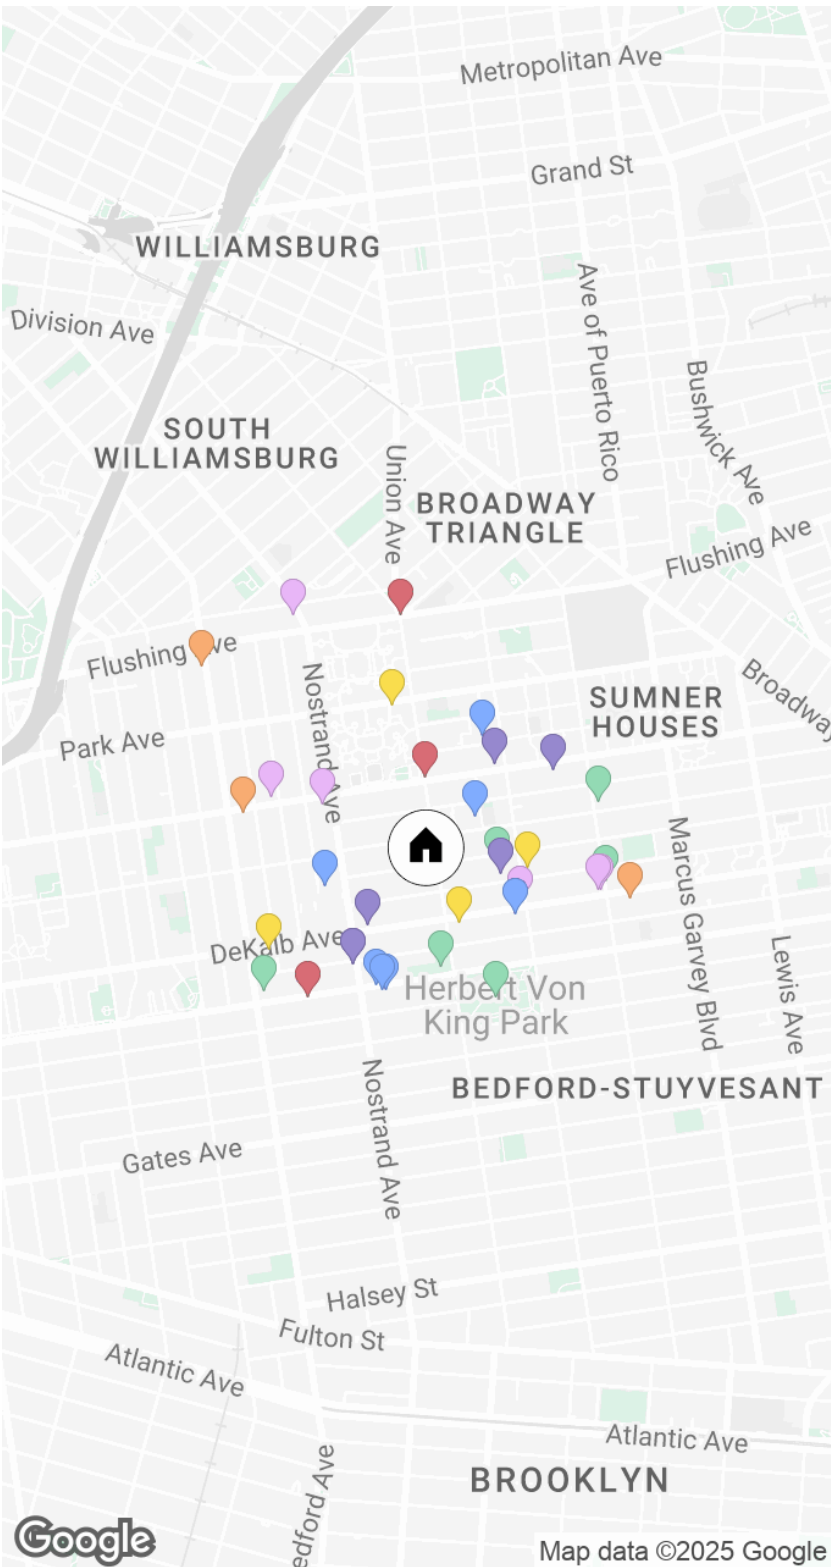 Metropolitan Ave
Grand St
WILLIAMSBURG
Ave of Puerto Rico
Division Ave
Bushwick Ave
SOUTH
WILLIAMSBURG
Union Ave
BROADWAY
TRIANGLE
Flushing Ave
Flushing Ave
Nostrand Ave
Broadway
SUMNER
HOUSES
Park Ave
Marcus Garvey Blvd
DeKalb Ave
Lewis Ave
Herbert Von
King Park
BEDFORD-STUYVESANT
Nostrand Ave
Gates Ave
Halsey St
Fulton St
Atlantic Ave
Atlantic Ave
edford Ave
BROOKLYN
Google
Map data ©2025 Google